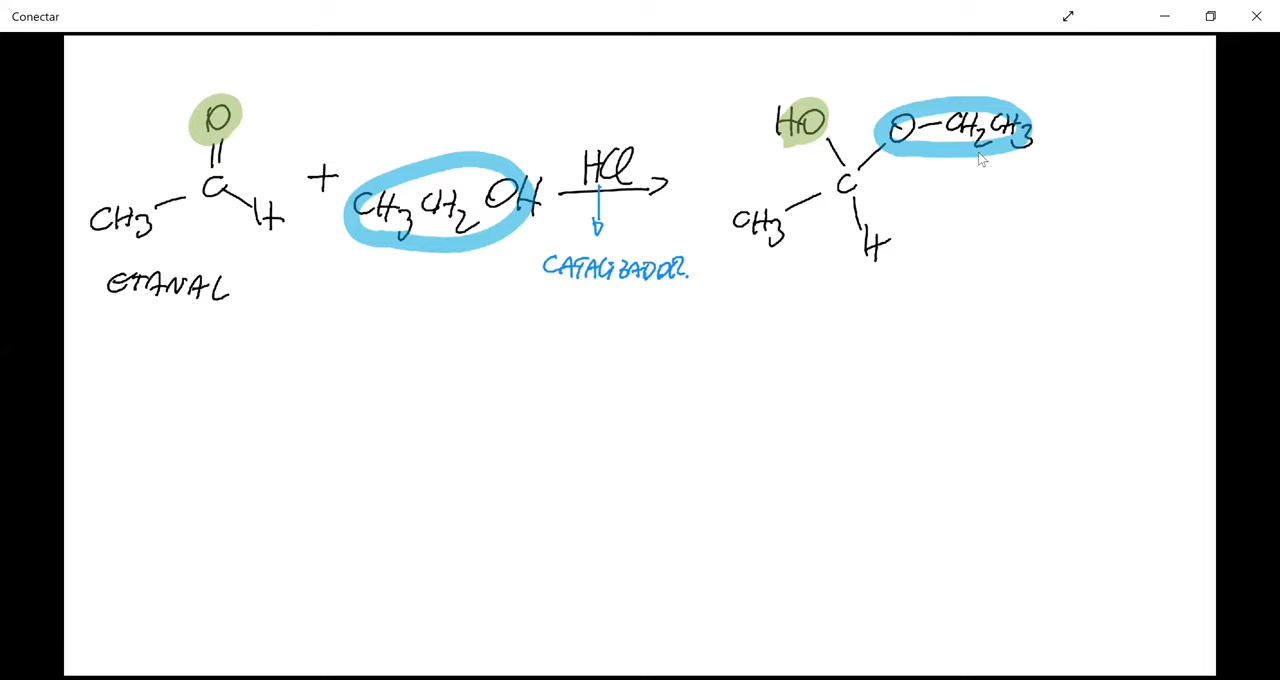 Conectar
O HO O-CH2CH3
CH3 C H + CH3CH2OH HCl CH3 C H
CATALIZADOR.
ETANAL